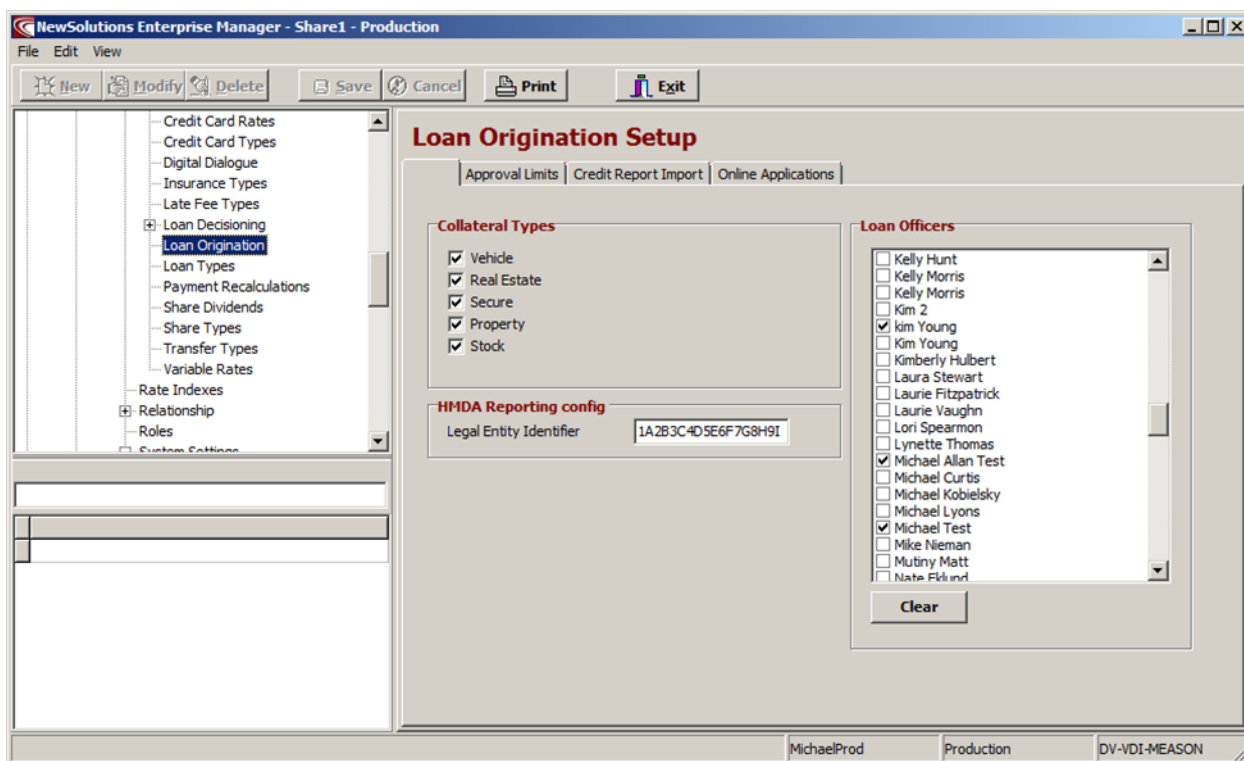 NewSolutions Enterprise Manager - Share1 - Production
File Edit View
New Modify Delete Save Cancel Print Exit
Credit Card Rates
Credit Card Types
Digital Dialogue
Insurance Types
Late Fee Types
Loan Decisioning
Loan Origination
Loan Types
Payment Recalculations
Share Dividends
Share Types
Transfer Types
Variable Rates
Rate Indexes
Relationship
Roles
System Settings
Loan Origination Setup
Approval Limits Credit Report Import Online Applications
Collateral Types
Vehicle
Real Estate
Secure
Property
Stock
HMDA Reporting config
Legal Entity Identifier 1A2B3C4D5E6F7G8H9I
Loan Officers
Kelly Hunt
Kelly Morris
Kelly Morris
Kim 2
kim Young
Kim Young
Kimberly Hulbert
Laura Stewart
Laurie Fitzpatrick
Laurie Vaughn
Lori Spearmon
Lynette Thomas
Michael Allan Test
Michael Curtis
Michael Kobielsky
Michael Lyons
Michael Test
Mike Nieman
Mutiny Matt
Nate Eklund
Clear
MichaelProd Production DV-VDI-MEASON